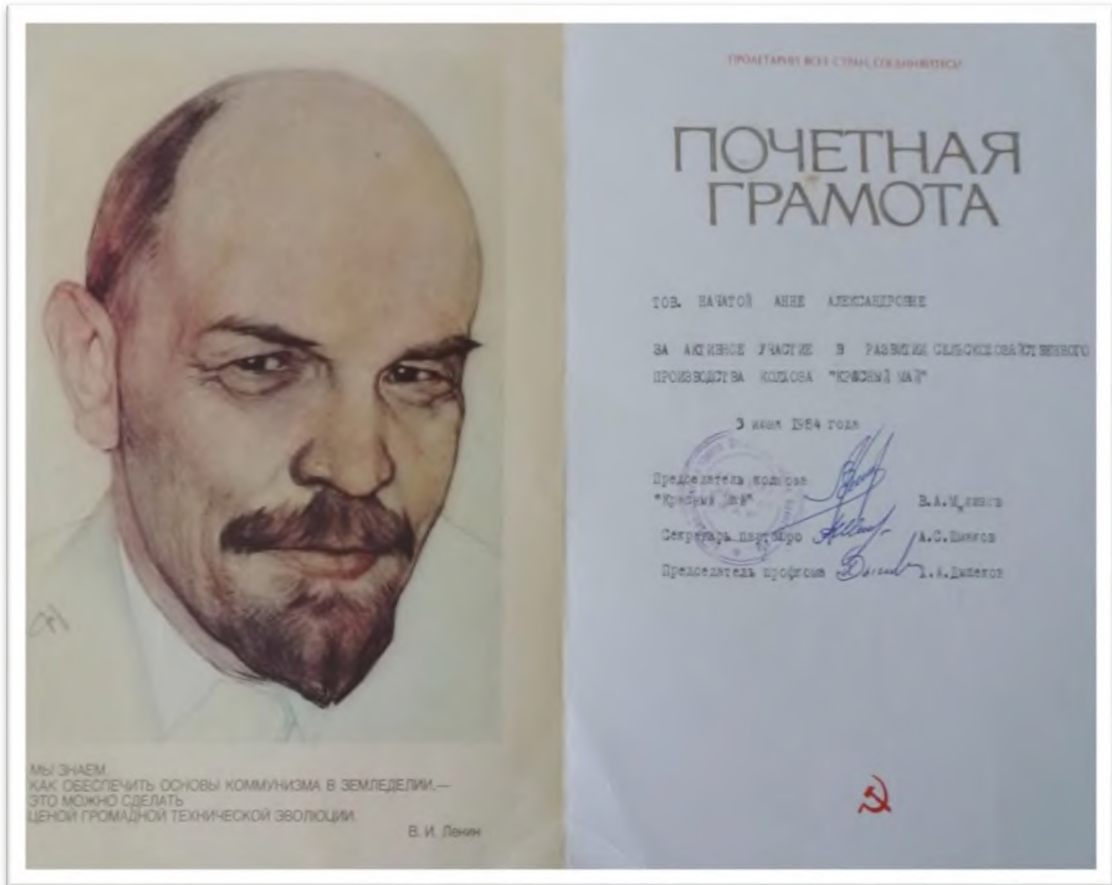 МЫ ЗНАЕМ,
КАК ОБЕСПЕЧИТЬ ОСНОВЫ КОММУНИЗМА В ЗЕМЛЕДЕЛИИ,—
ЭТО МОЖНО СДЕЛАТЬ
ЦЕНОЙ ГРОМАДНОЙ ТЕХНИЧЕСКОЙ ЭВОЛЮЦИИ.
В. И. Ленин
ПРОЛЕТАРИИ ВСЕХ СТРАН, СОЕДИНЯЙТЕСЬ!
ПОЧЕТНАЯ
ГРАМОТА
ТОВ. НАЧАТОЙ АННЕ АЛЕКСАНДРОВНЕ
ЗА АКТИВНОЕ УЧАСТИЕ В РАЗВИТИИ СЕЛЬСКОХОЗЯЙСТВЕННОГО
ПРОИЗВОДСТВА КОЛХОЗА "КРАСНЫЙ МАЙ"
3 1984 года
Председатель колхоза
"Красный май" В.А.
Секретарь партбюро А.С.
Председатель профкома